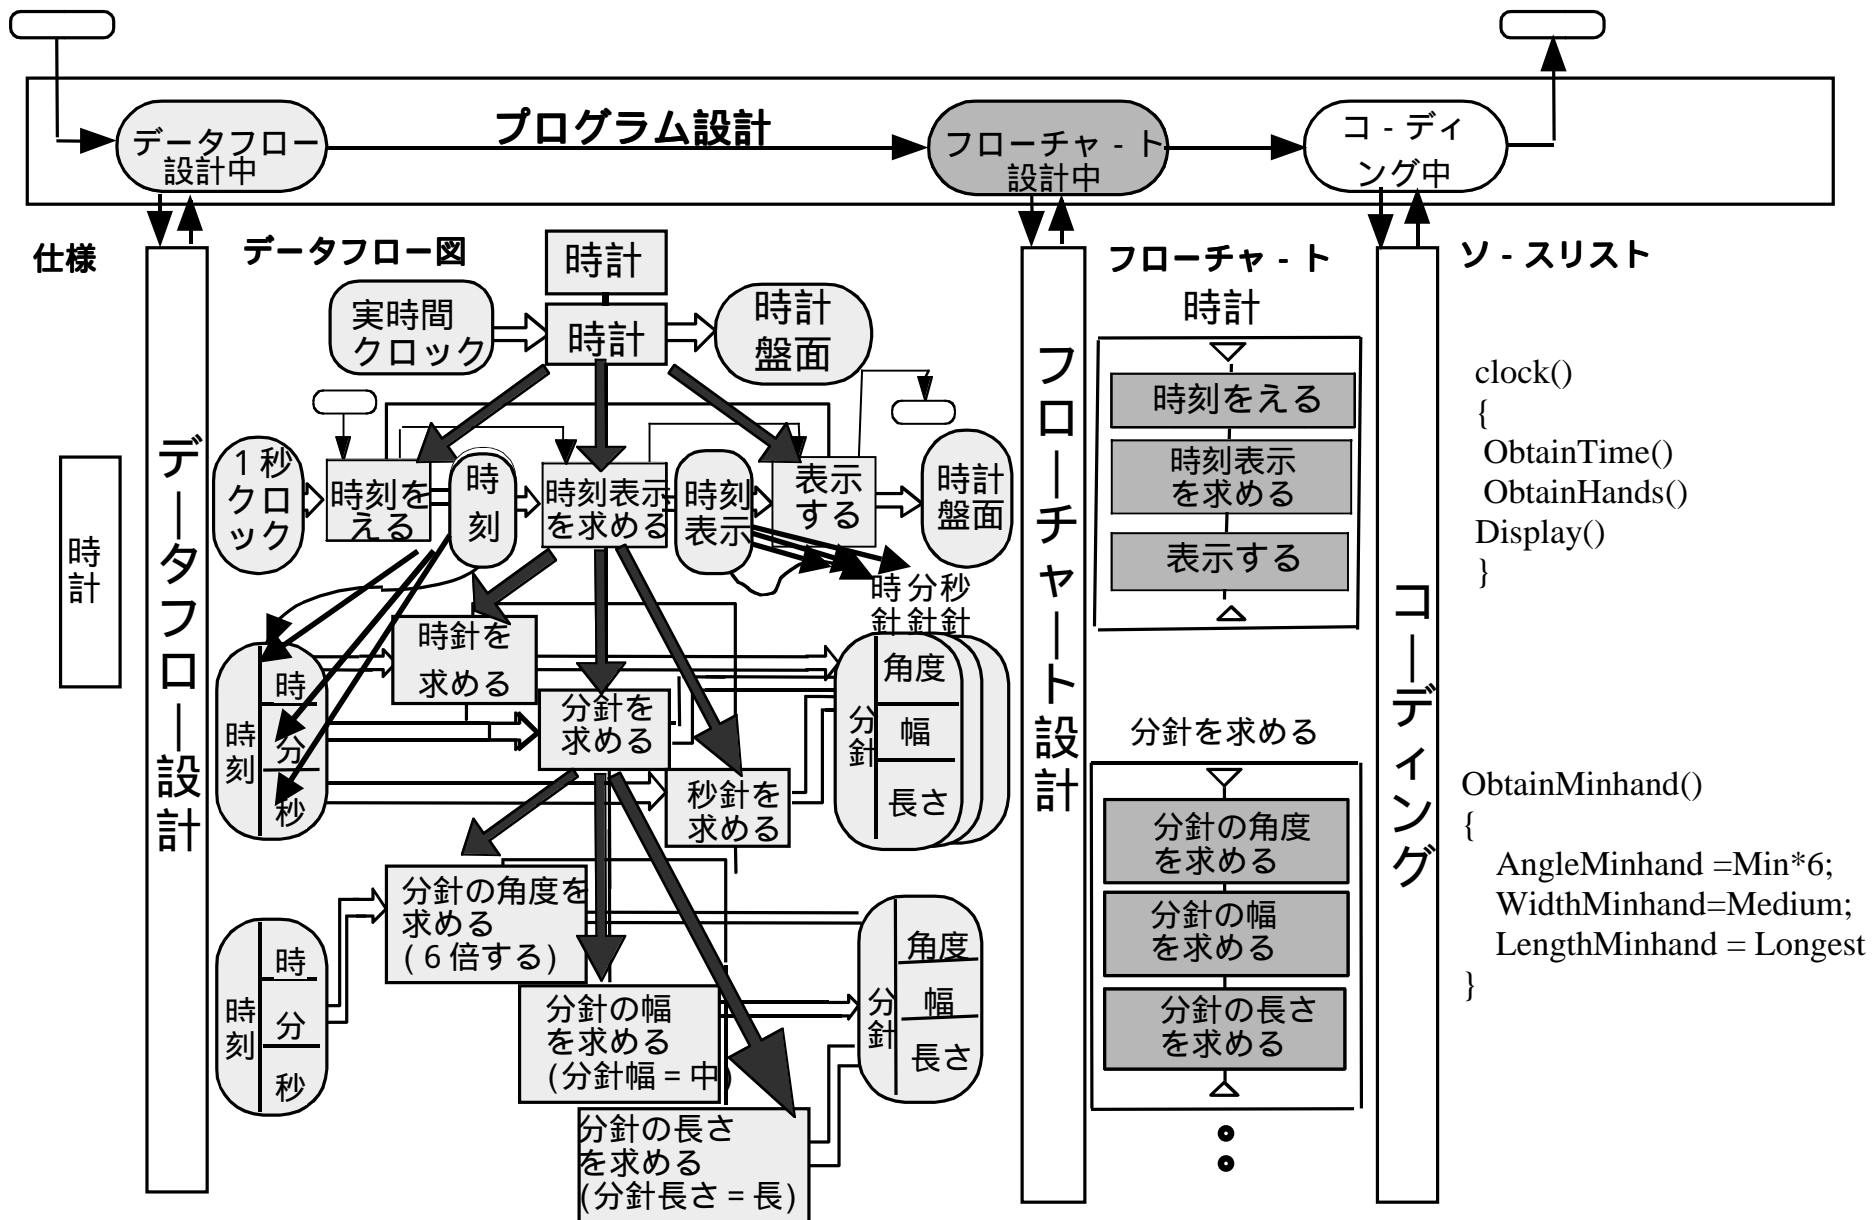 プログラム設計
データフロー
設計中
フローチャ - ト
設計中
コ - ディ
ング中
仕様
データフロー図
フローチャ - ト
ソ - スリスト
時計
データフロー設計
時計
実時間
クロック
時計
時計
盤面
1秒
クロ
ック
時刻を
える
時
刻
時刻表示
を求める
時刻
表示
表示
する
時計
盤面
時 分秒
針 針針
時針を
求める
時刻
時
分
秒
分針を
求める
秒針を
求める
分針
角度
幅
長さ
分針の角度を
求める
(6倍する)
時刻
時
分
秒
分針の幅
を求める
(分針幅=中)
分針
角度
幅
長さ
分針の長さ
を求める
(分針長さ=長)
フローチャート設計
時計
時刻をえる
時刻表示
を求める
表示する
分針を求める
分針の角度
を求める
分針の幅
を求める
分針の長さ
を求める
コーディング
clock()
{
ObtainTime()
ObtainHands()
Display()
}
ObtainMinhand()
{
AngleMinhand =Min*6;
WidthMinhand=Medium;
LengthMinhand = Longest
}
時計